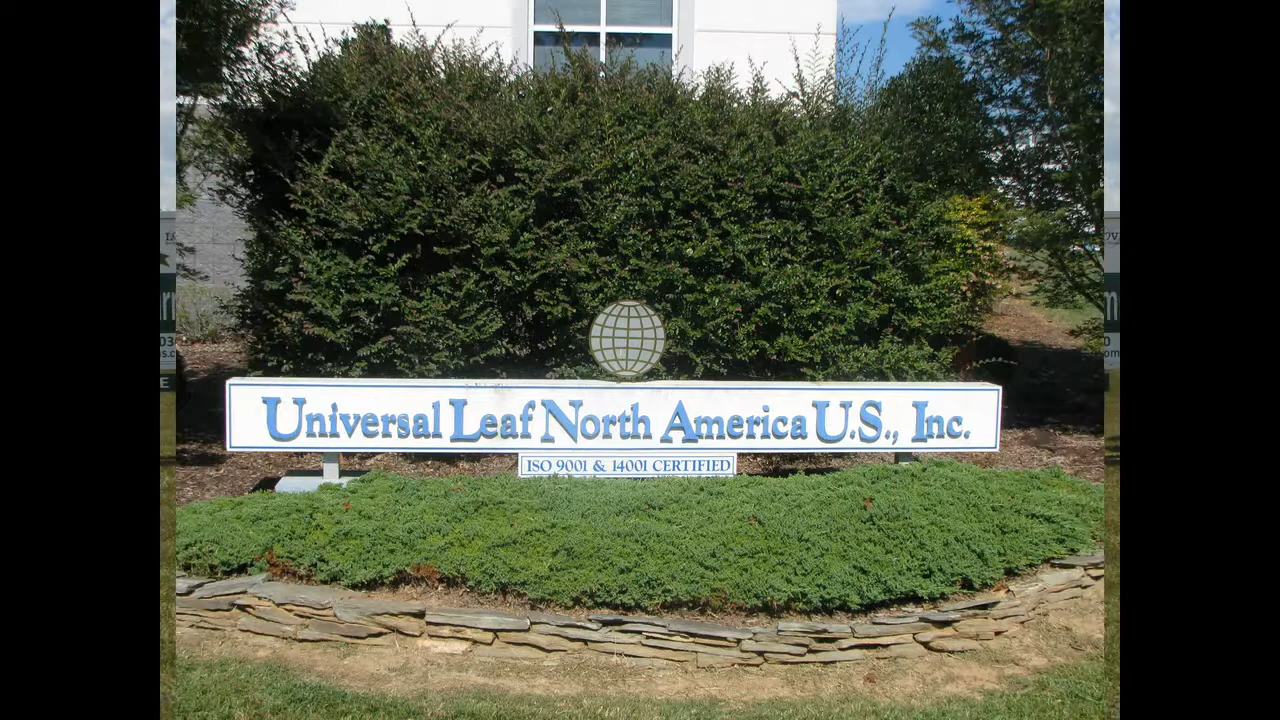 Universal Leaf North America U.S., Inc.
ISO 9001 & 14001 CERTIFIED